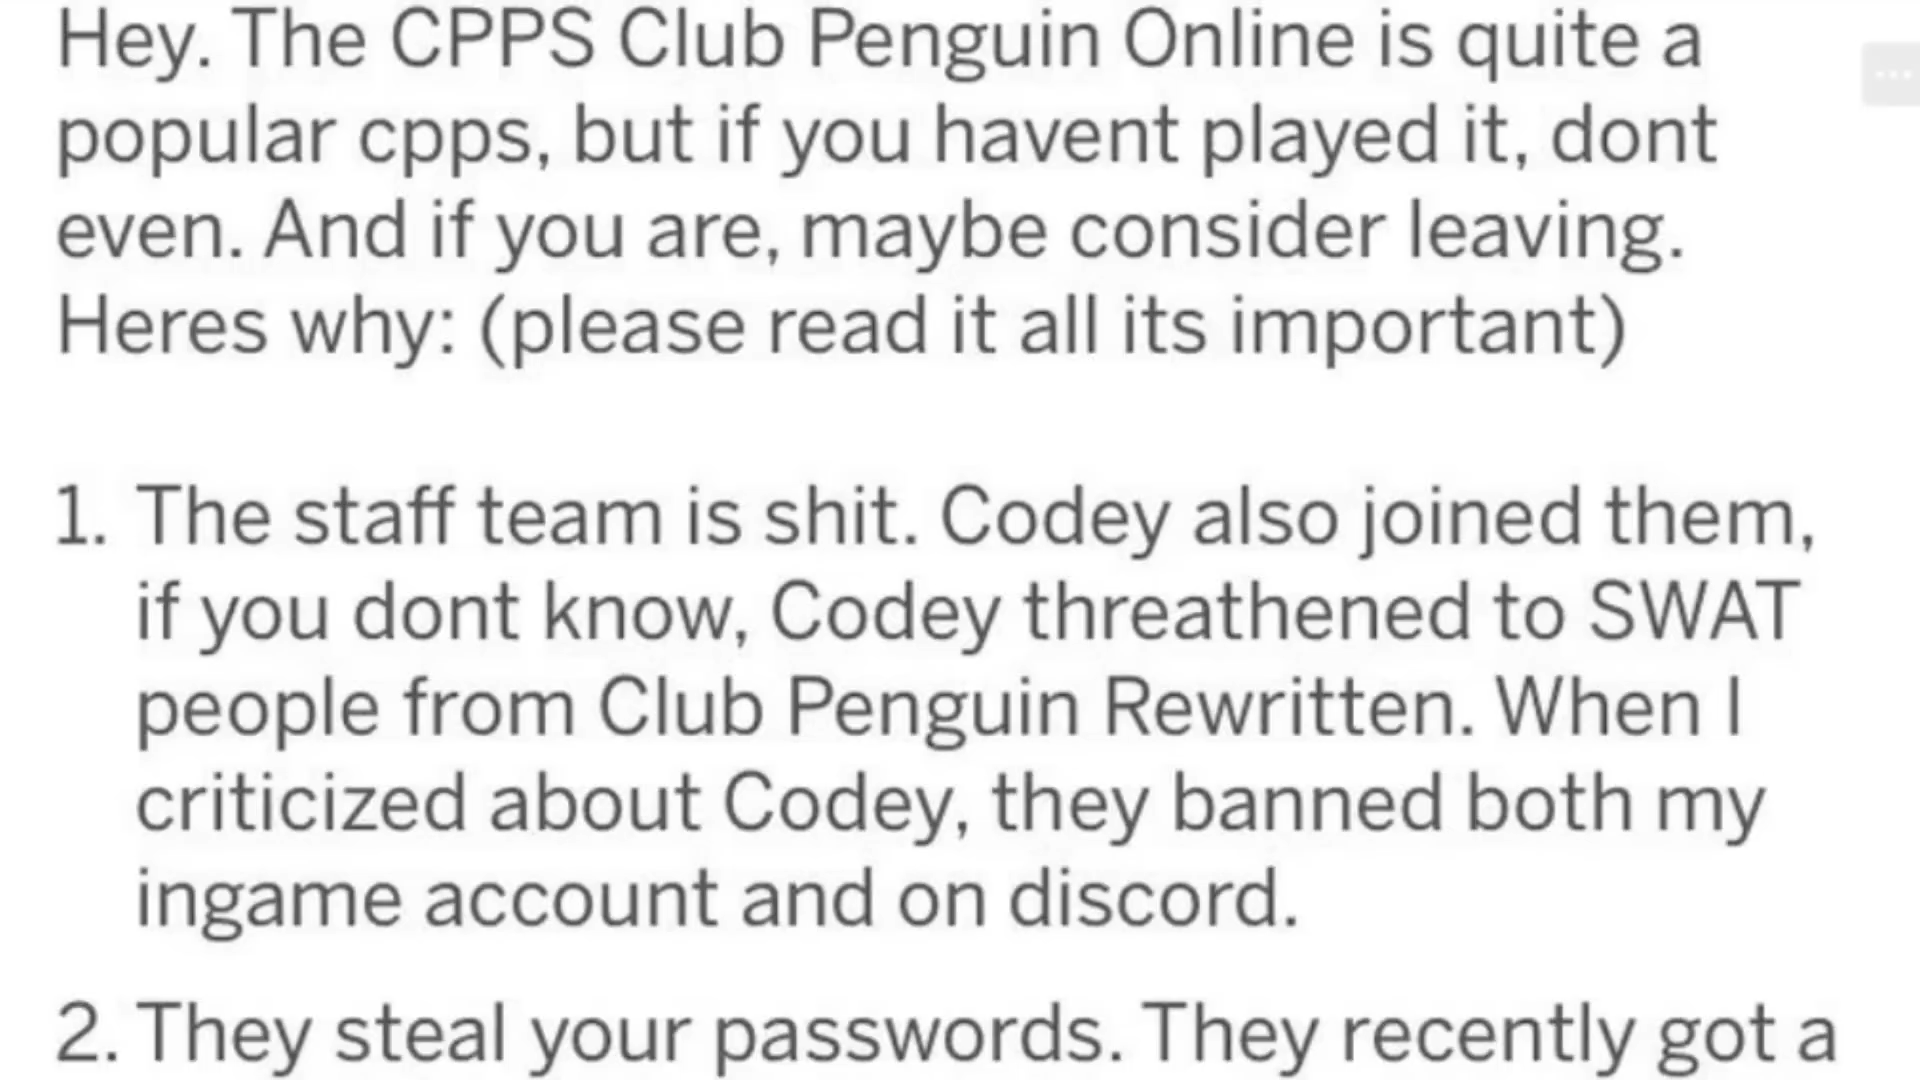 Hey. The CPPS Club Penguin Online is quite a
popular cpps, but if you havent played it, dont
even. And if you are, maybe consider leaving.
Heres why: (please read it all its important)
1. The staff team is shit. Codey also joined them,
if you dont know, Codey threathened to SWAT
people from Club Penguin Rewritten. When I
criticized about Codey, they banned both my
ingame account and on discord.
2. They steal your passwords. They recently got a